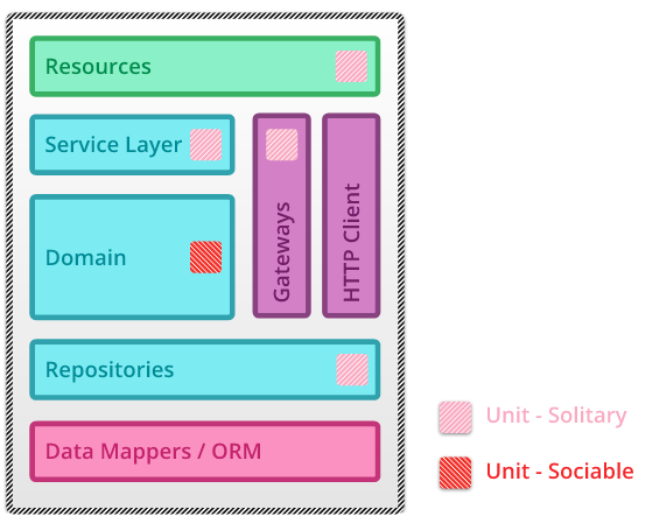 Resources
Service Layer
Gateways
HTTP Client
Domain
Repositories
Data Mappers / ORM
Unit - Solitary
Unit - Sociable